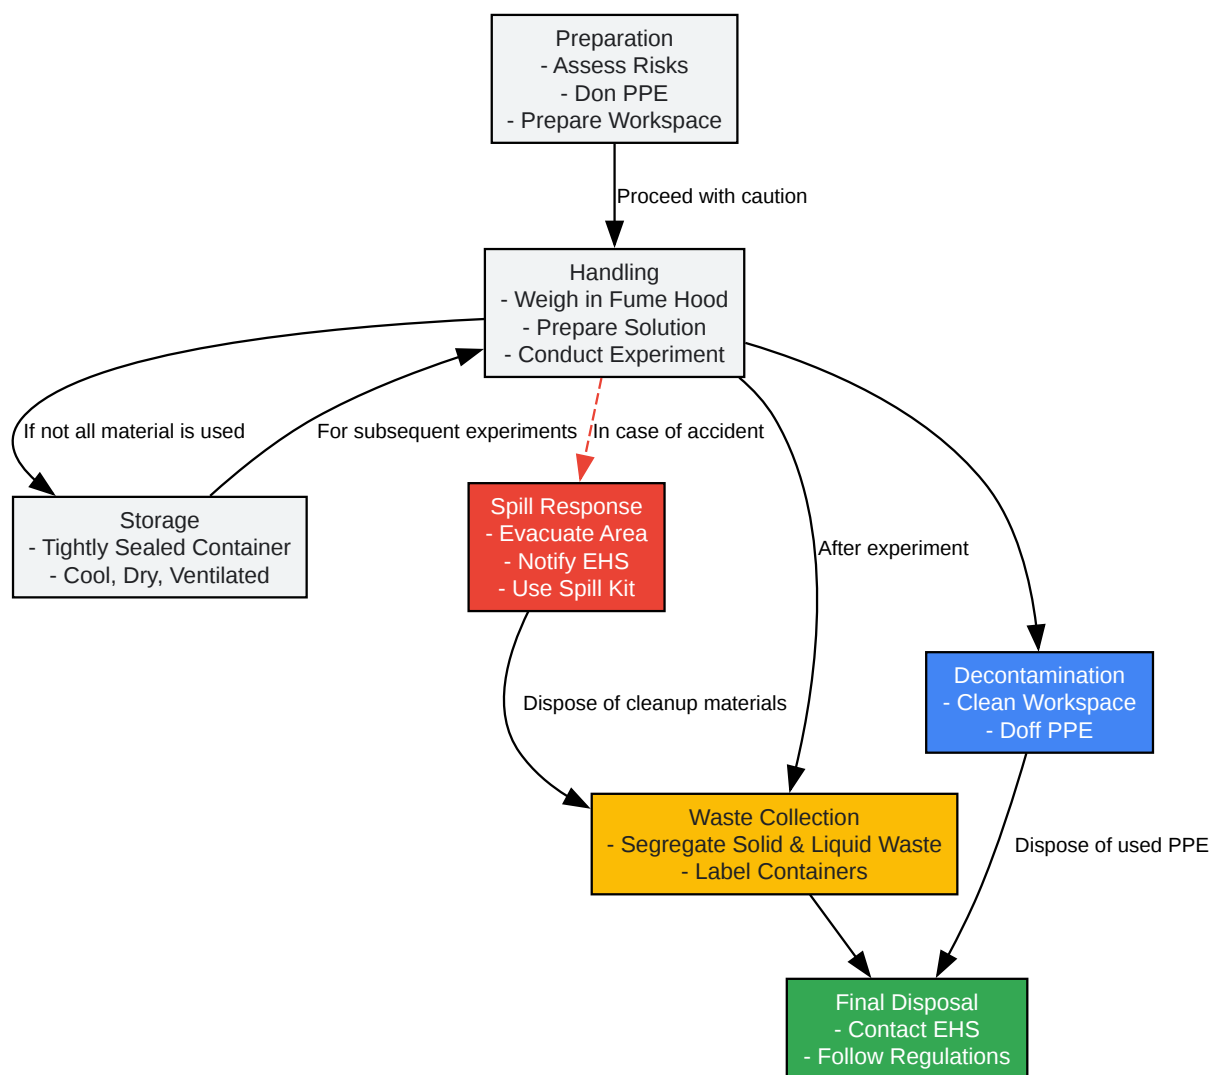 Preparation
- Assess Risks
- Don PPE
- Prepare Workspace
Proceed with caution
Handling
- Weigh in Fume Hood
- Prepare Solution
- Conduct Experiment
If not all material is used
For subsequent experiments
In case of accident
Storage
- Tightly Sealed Container
- Cool, Dry, Ventilated
Spill Response
- Evacuate Area
- Notify EHS
- Use Spill Kit
After experiment
Decontamination
- Clean Workspace
- Doff PPE
Dispose of cleanup materials
Waste Collection
- Segregate Solid & Liquid Waste
- Label Containers
Dispose of used PPE
Final Disposal
- Contact EHS
- Follow Regulations